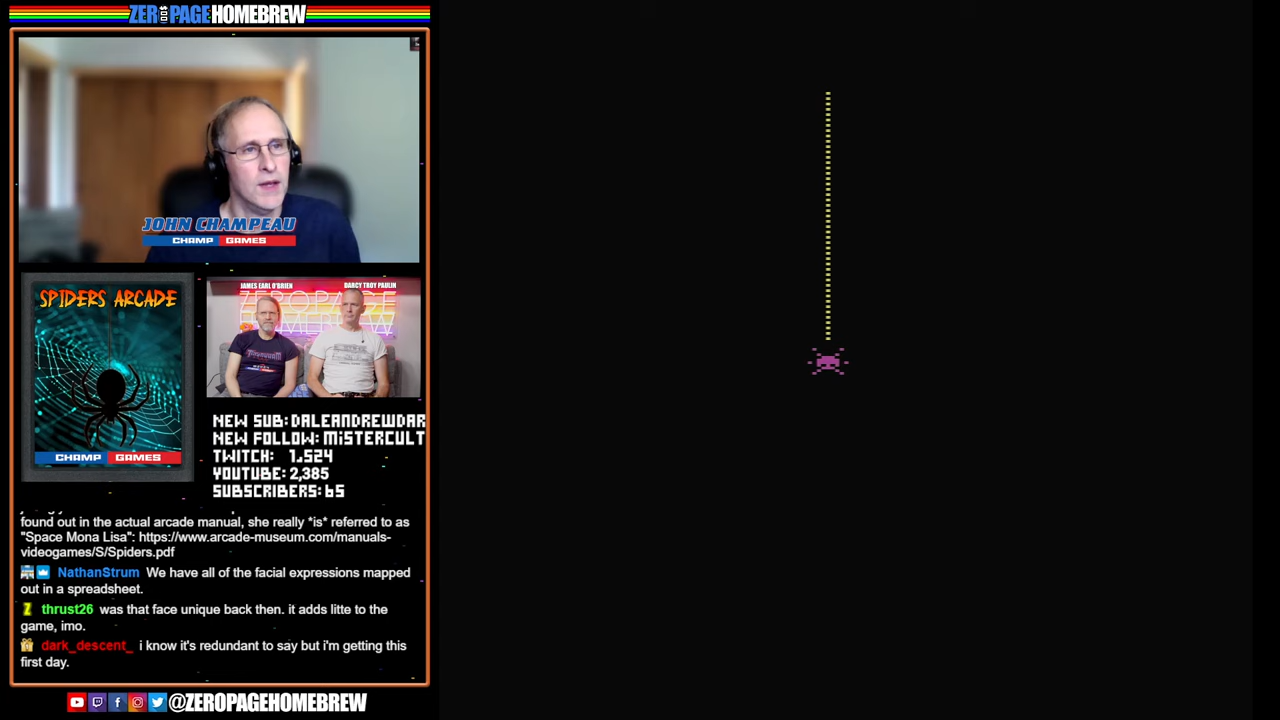 ZEROPAGE HOMEBREW
JOHN CHAMPEAU
CHAMP GAMES
SPIDERS ARCADE
CHAMP GAMES
JAMES EARL O'BRIEN DARCY TROY PAULIN
ZEROPAGE
NEW SUB: DALEANDREWDAR
NEW FOLLOW: MISTERCULT
TWITCH: 1,524
YOUTUBE: 2,385
SUBSCRIBERS: 65
found out in the actual arcade manual, she really *is* referred to as
"Space Mona Lisa": https://www.arcade-museum.com/manuals-
videogames/S/Spiders.pdf
NathanStrum We have all of the facial expressions mapped
out in a spreadsheet.
thrust26 was that face unique back then. it adds litte to the
game, imo.
dark_descent_ i know it's redundant to say but i'm getting this
first day.
@ZEROPAGEHOMEBREW